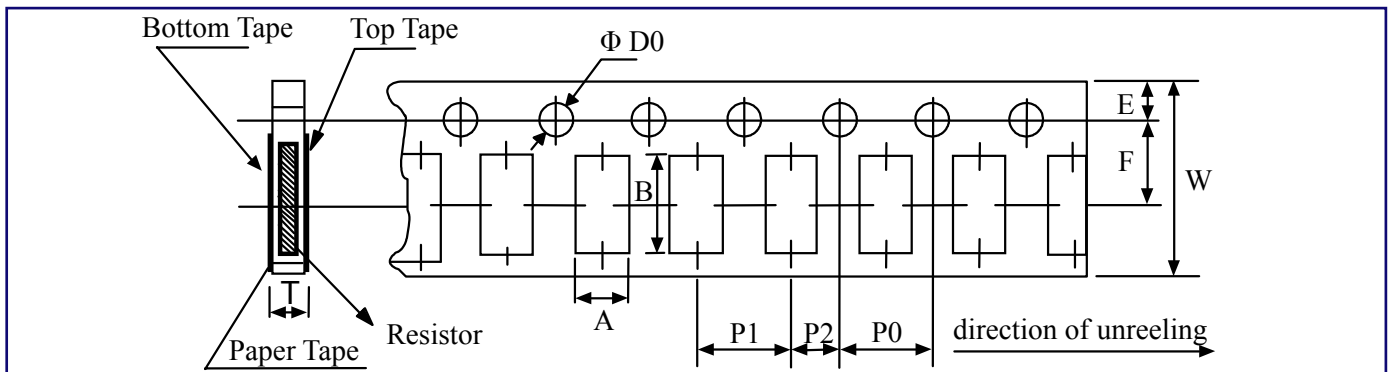 Bottom Tape
Top Tape
Φ D0
E
F
W
B
T
A
Resistor
Paper Tape
P1
P2
P0
direction of unreeling